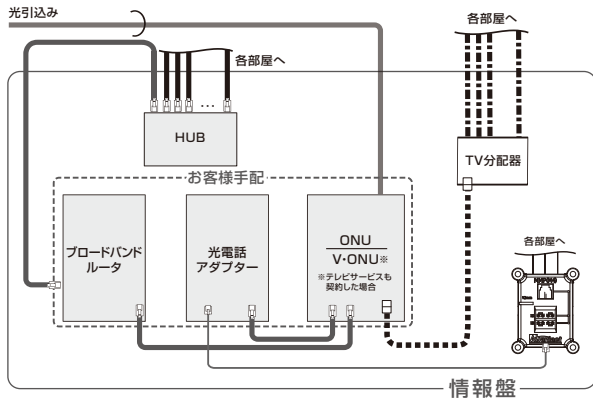 光引込み
各部屋へ
各部屋へ
…
HUB
TV分配器
お客様手配
ブロードバンド
ルータ
光電話
アダプター
ONU
V・ONU※
※テレビサービスも
契約した場合
各部屋へ
情報盤